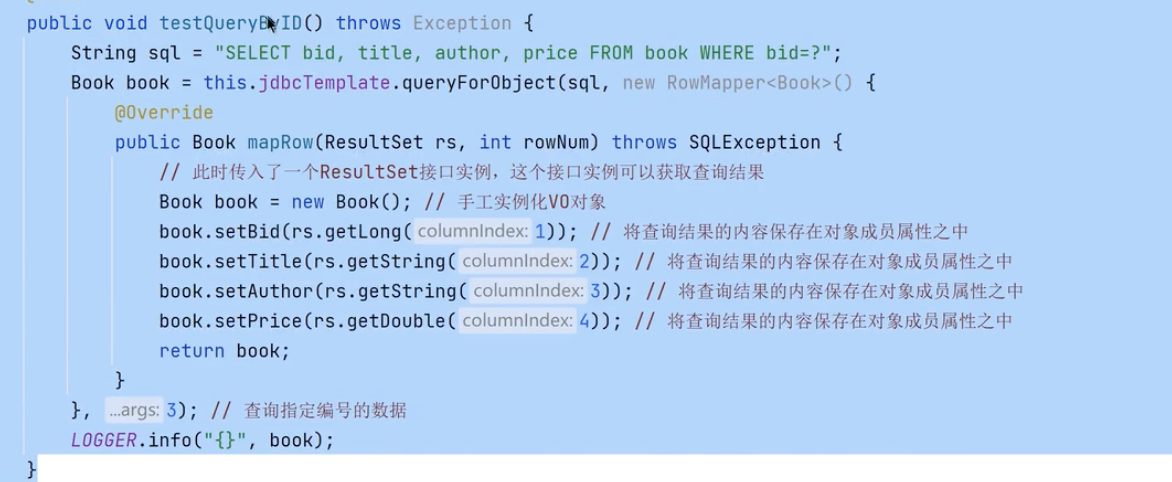 public void testQueryByID() throws Exception {
String sql = "SELECT bid, title, author, price FROM book WHERE bid=?";
Book book = this.jdbcTemplate.queryForObject(sql, new RowMapper<Book>() {
@Override
public Book mapRow(ResultSet rs, int rowNum) throws SQLException {
// 此时传入了一个ResultSet接口实例，这个接口实例可以获取查询结果
Book book = new Book(); // 手工实例化VO对象
book.setBid(rs.getLong( columnIndex: 1)); // 将查询结果的内容保存在对象成员属性之中
book.setTitle(rs.getString( columnIndex: 2)); // 将查询结果的内容保存在对象成员属性之中
book.setAuthor(rs.getString( columnIndex: 3)); // 将查询结果的内容保存在对象成员属性之中
book.setPrice(rs.getDouble( columnIndex: 4)); // 将查询结果的内容保存在对象成员属性之中
return book;
}
}, ...args: 3); // 查询指定编号的数据
LOGGER.info("{}", book);
}